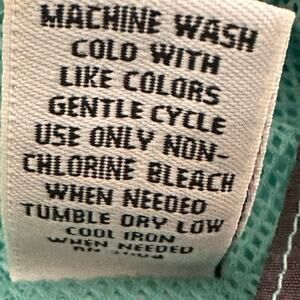 MACHINE WASH
COLD WITH
LIKE COLORS
GENTLE CYCLE
USE ONLY NON-
CHLORINE BLEACH
WHEN NEEDED
TUMBLE DRY LOW
COOL IRON
WHEN NEEDED
RN